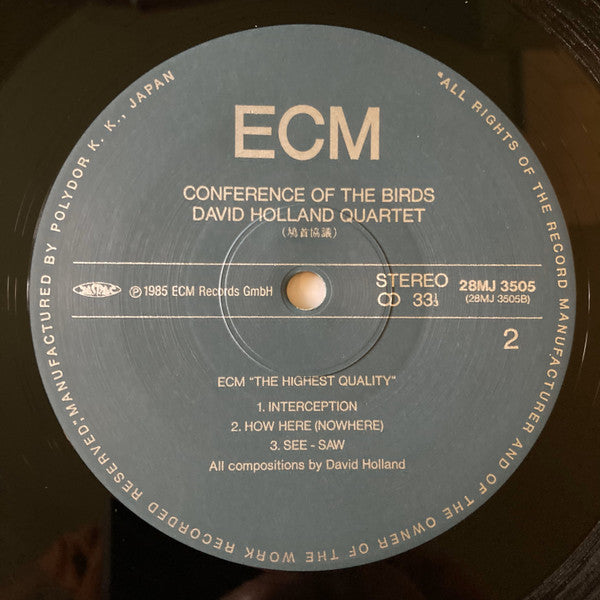 ECM
CONFERENCE OF THE BIRDS
DAVID HOLLAND QUARTET
(鳩首協議)
JASRAC
℗ 1985 ECM Records GmbH
STEREO
33⅓
28MJ 3505
(28MJ 3505B)
2
ECM "THE HIGHEST QUALITY"
1. INTERCEPTION
2. HOW HERE (NOWHERE)
3. SEE - SAW
All compositions by David Holland
*ALL RIGHTS OF THE RECORD MANUFACTURER AND OF THE OWNER OF THE WORK RECORDED RESERVED; MANUFACTURED BY POLYDOR K. K., JAPAN